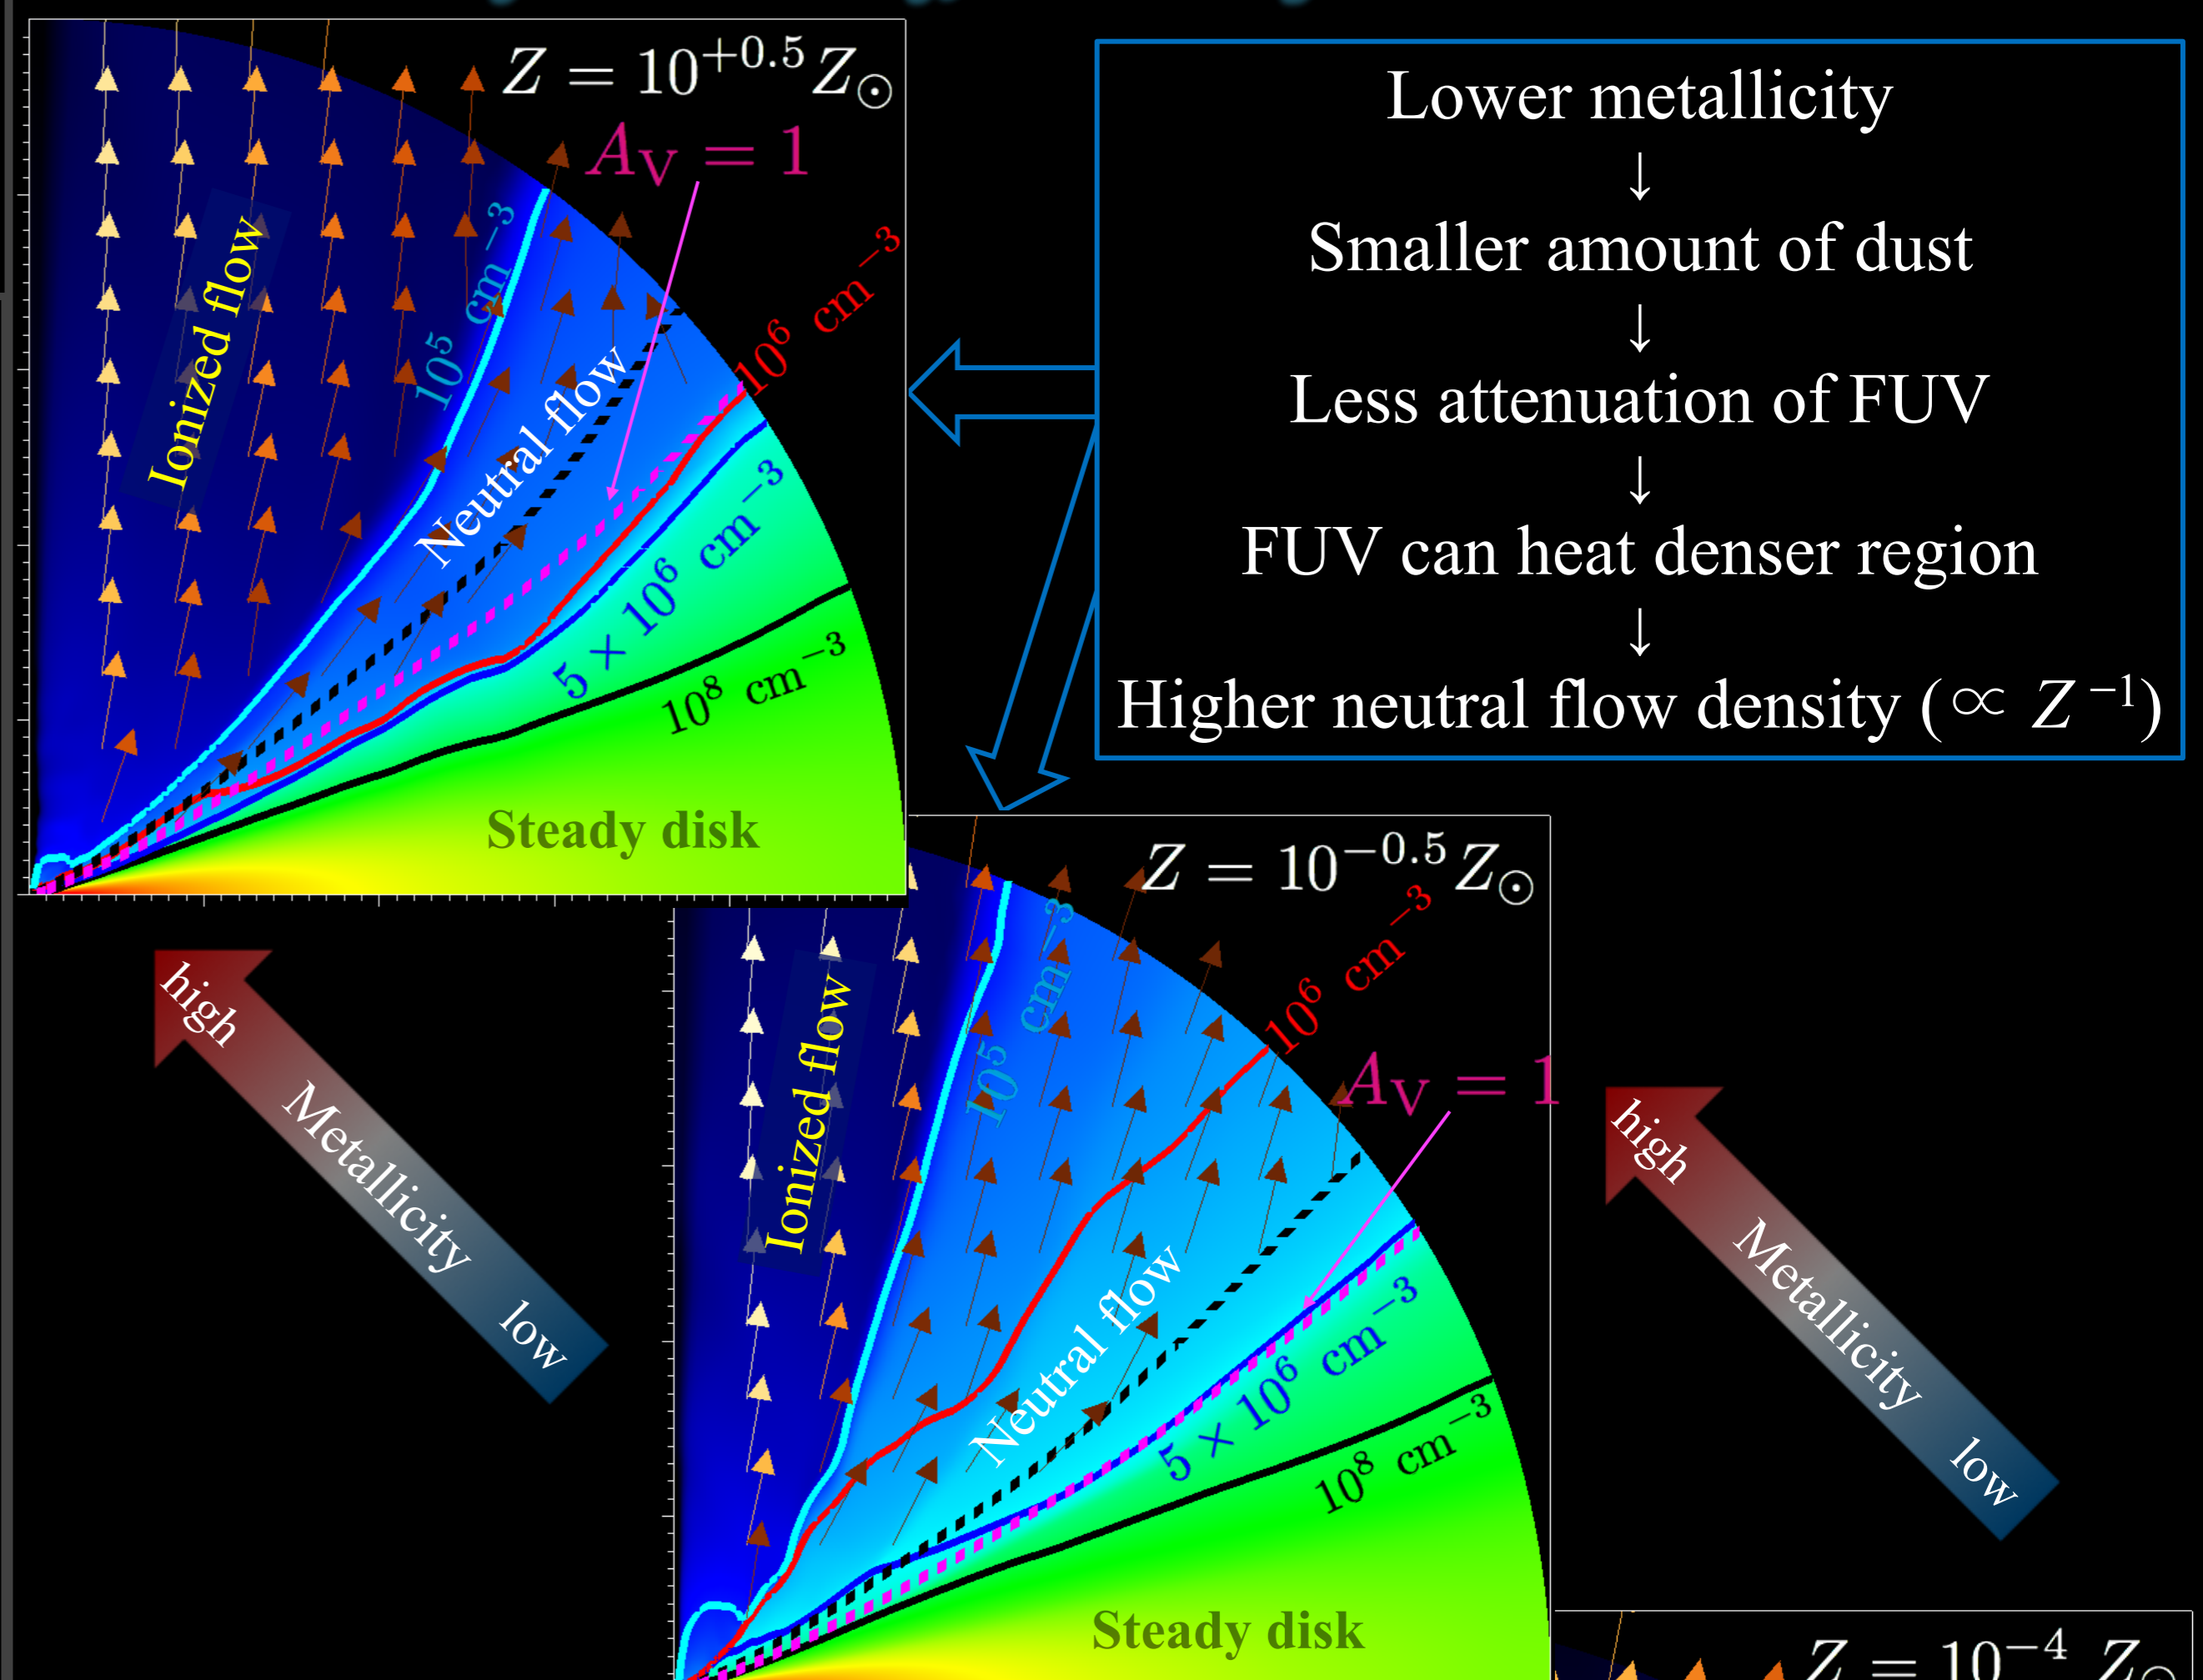 Z = 10^{+0.5} Z_⊙
A_V = 1
Ionized flow
10^5 cm^{-3}
Neutral flow
10^6 cm^{-3}
5 × 10^6 cm^{-3}
10^8 cm^{-3}
Steady disk
Lower metallicity
↓
Smaller amount of dust
↓
Less attenuation of FUV
↓
FUV can heat denser region
↓
Higher neutral flow density (∝ Z^{-1})
Z = 10^{-0.5} Z_⊙
10^6 cm^{-3}
10^5 cm^{-3}
A_V = 1
Ionized flow
Neutral flow
5 × 10^6 cm^{-3}
10^8 cm^{-3}
Steady disk
high
Metallicity
low
high
Metallicity
low
Z = 10^{-4} Z_⊙